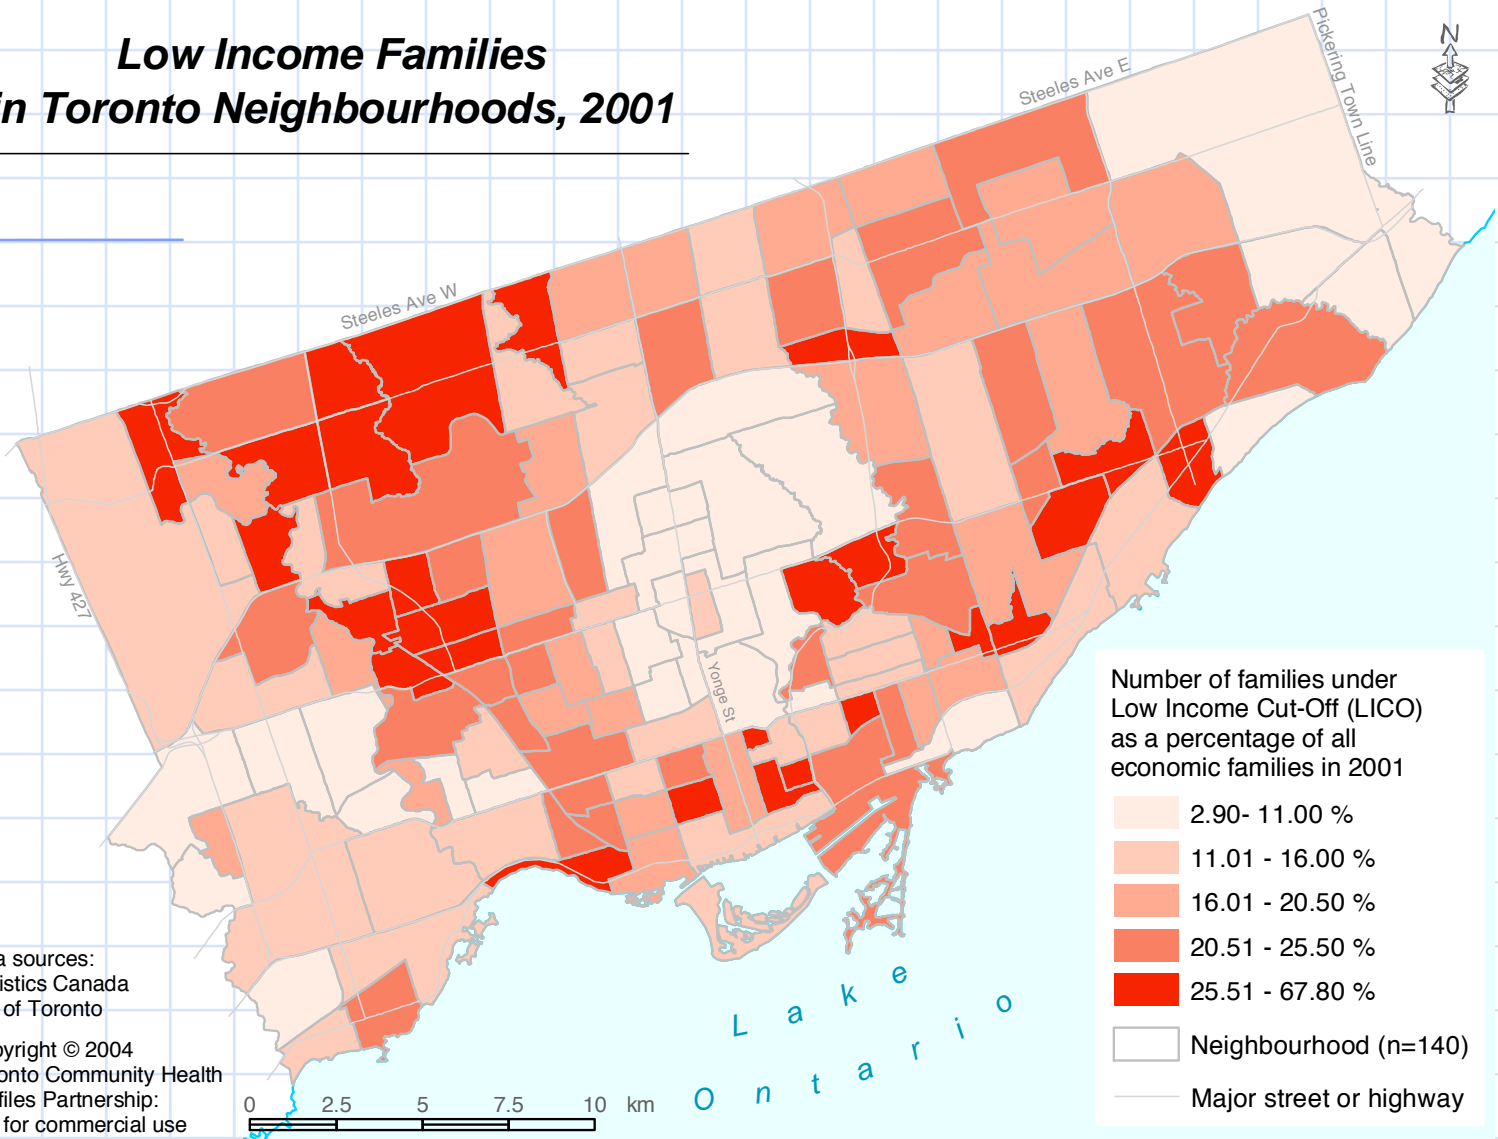 Low Income Families
in Toronto Neighbourhoods, 2001
N
Pickering Town Line
Steeles Ave E
Steeles Ave W
Hwy 427
Yonge St
Number of families under
Low Income Cut-Off (LICO)
as a percentage of all
economic families in 2001
2.90- 11.00 %
11.01 - 16.00 %
16.01 - 20.50 %
20.51 - 25.50 %
25.51 - 67.80 %
Neighbourhood (n=140)
Major street or highway
Lake
Ontario
a sources:
istics Canada
of Toronto
pyright © 2004
onto Community Health
files Partnership:
for commercial use
0 2.5 5 7.5 10 km